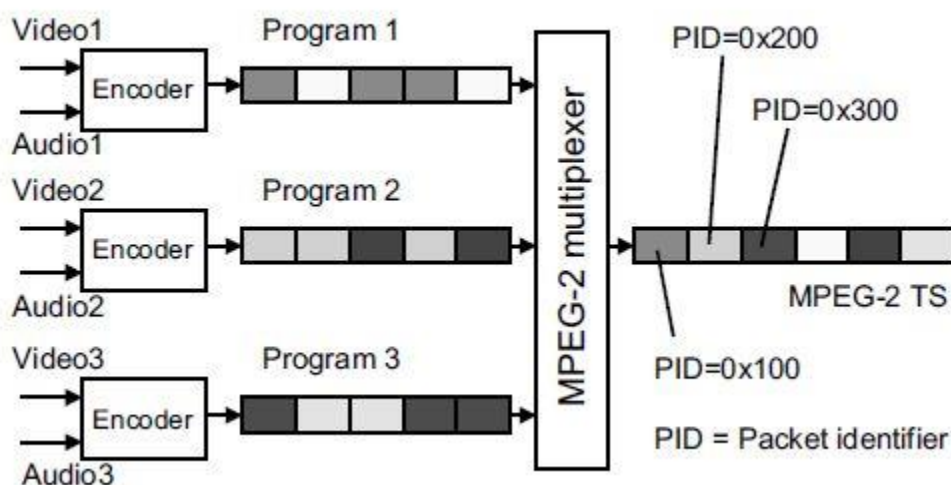 Video1
Program 1
Encoder
Audio1
Video2
Program 2
Encoder
Audio2
Video3
Program 3
Encoder
Audio3
MPEG-2 multiplexer
PID=0x200
PID=0x300
MPEG-2 TS
PID=0x100
PID = Packet identifier